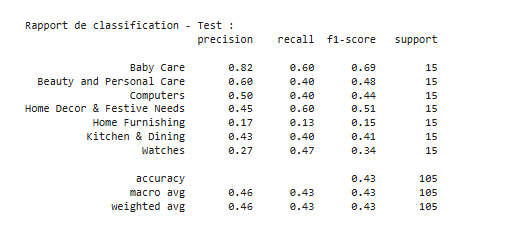 Rapport de classification - Test :
precision recall f1-score support
Baby Care 0.82 0.60 0.69 15
Beauty and Personal Care 0.60 0.40 0.48 15
Computers 0.50 0.40 0.44 15
Home Decor & Festive Needs 0.45 0.60 0.51 15
Home Furnishing 0.17 0.13 0.15 15
Kitchen & Dining 0.43 0.40 0.41 15
Watches 0.27 0.47 0.34 15
accuracy 0.43 105
macro avg 0.46 0.43 0.43 105
weighted avg 0.46 0.43 0.43 105